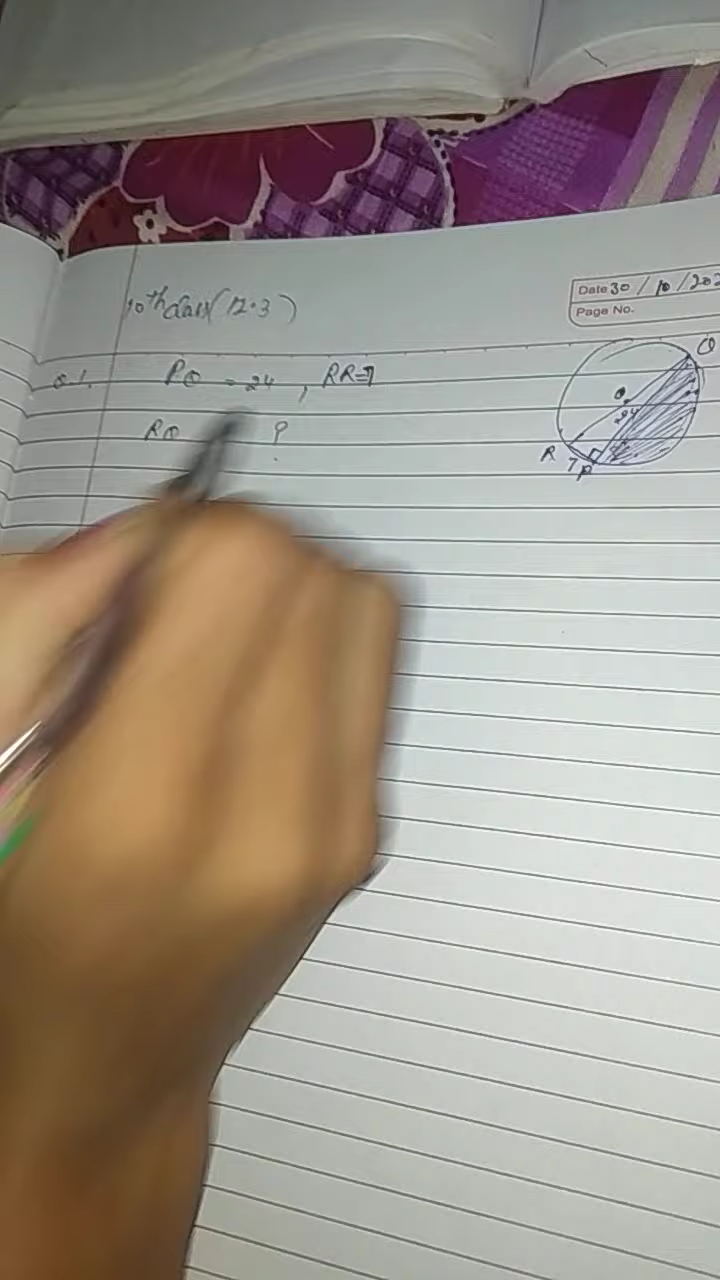 10th class (12.3)
Date 30 / 10 / 202
Page No.
Q.1. PQ = 24 , RR=7
RQ ?
Q
O
24
R
7
P